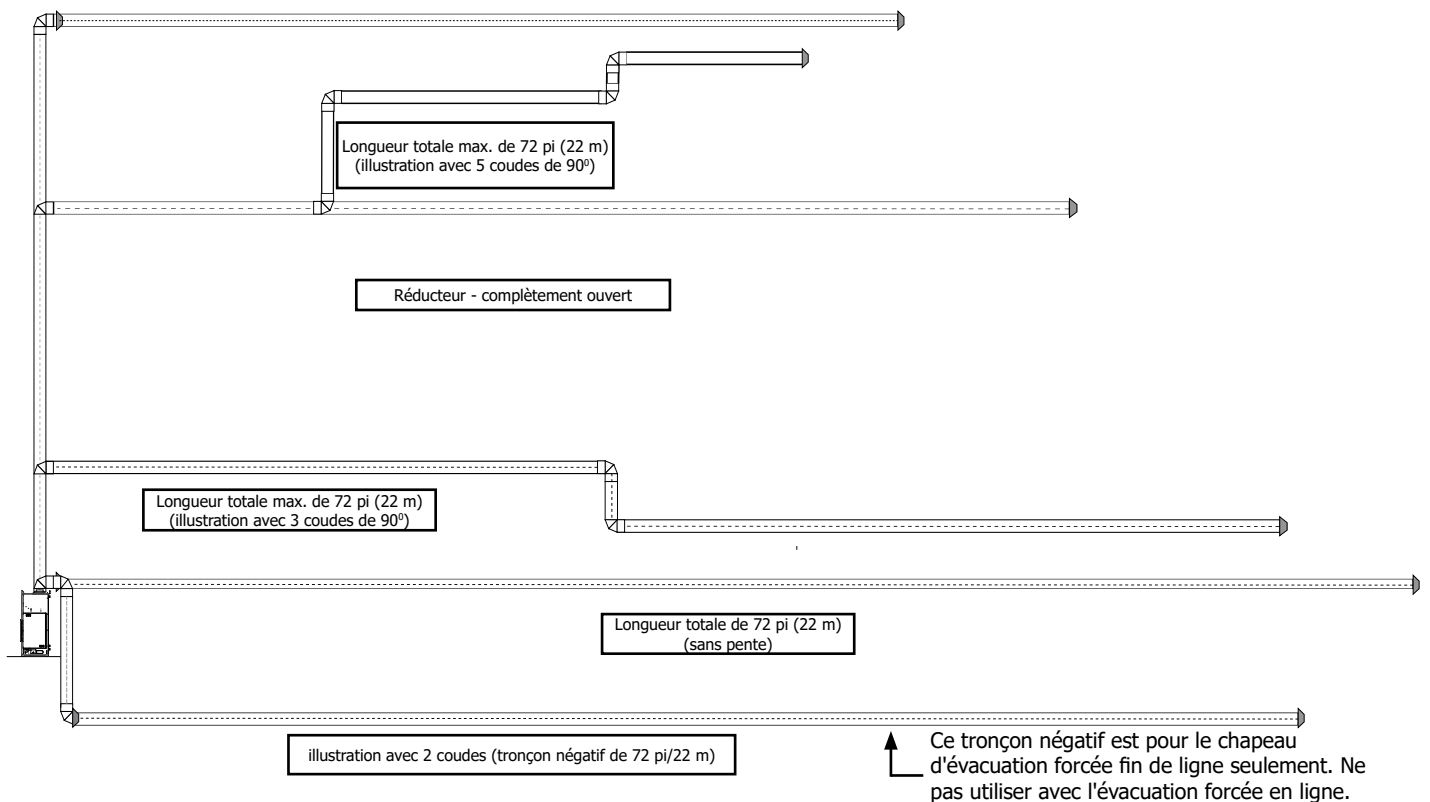 Longueur totale max. de 72 pi (22 m)
(illustration avec 5 coudes de 90⁰)
Réducteur - complètement ouvert
Longueur totale max. de 72 pi (22 m)
(illustration avec 3 coudes de 90⁰)
Longueur totale de 72 pi (22 m)
(sans pente)
illustration avec 2 coudes (tronçon négatif de 72 pi/22 m)
Ce tronçon négatif est pour le chapeau
d'évacuation forcée fin de ligne seulement. Ne
pas utiliser avec l'évacuation forcée en ligne.